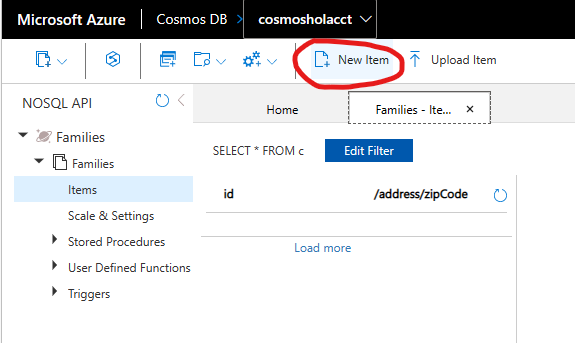 Microsoft Azure Cosmos DB cosmosholacct
New Item Upload Item
NOSQL API
Home Families - Ite...
Families
SELECT * FROM c Edit Filter
Families
Items
id /address/zipCode
Scale & Settings
Stored Procedures
Load more
User Defined Functions
Triggers